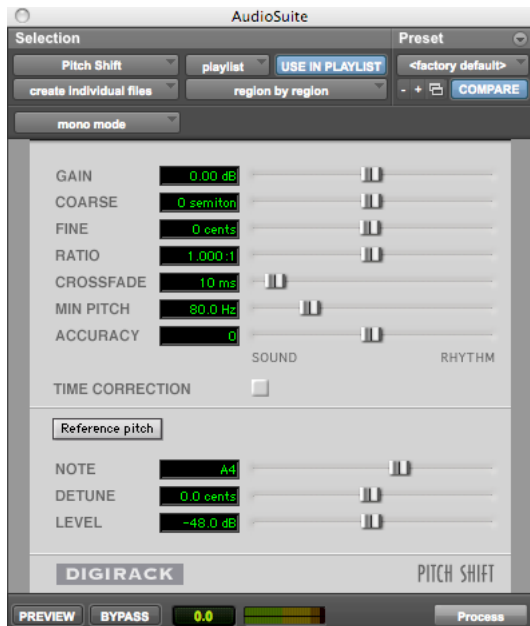 AudioSuite
Selection Preset
Pitch Shift playlist USE IN PLAYLIST <factory default>
create individual files region by region - + COMPARE
mono mode
GAIN 0.00 dB
COARSE 0 semiton
FINE 0 cents
RATIO 1.000:1
CROSSFADE 10 ms
MIN PITCH 80.0 Hz
ACCURACY 0
SOUND RHYTHM
TIME CORRECTION
Reference pitch
NOTE A4
DETUNE 0.0 cents
LEVEL -48.0 dB
DIGIRACK PITCH SHIFT
PREVIEW BYPASS 0.0 Process